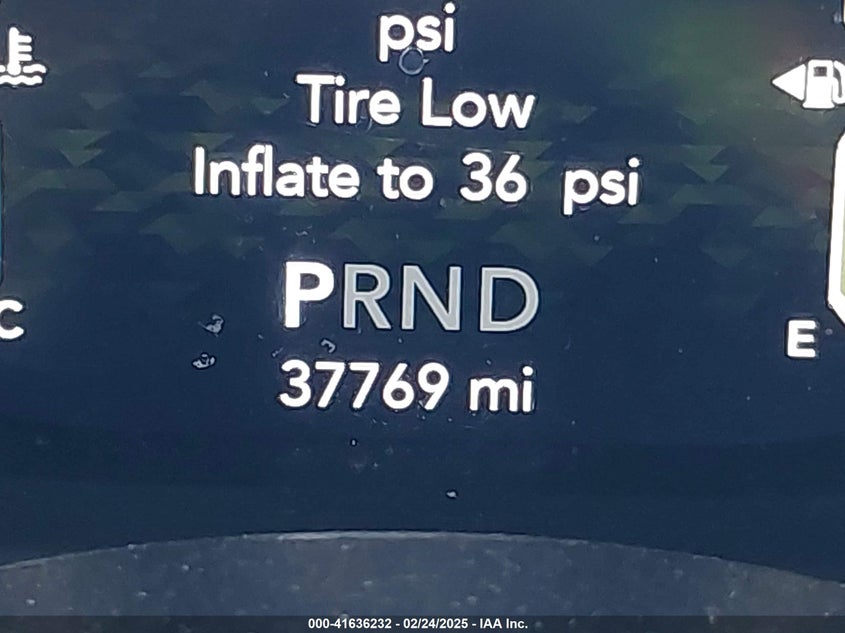 psi
Tire Low
Inflate to 36 psi
PRND
C
E
37769 mi
000-41636232 - 02/24/2025 - IAA Inc.